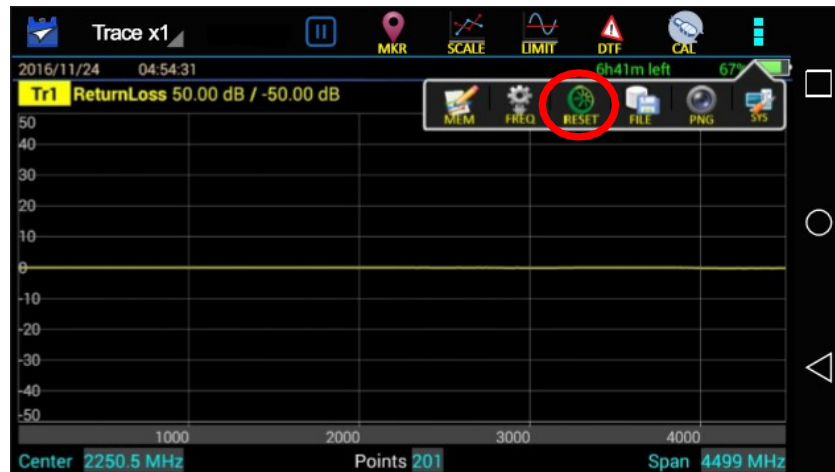 Trace x1
MKR SCALE LIMIT DTF CAL
2016/11/24 04:54:31 6h41m left 67%
Tr1 ReturnLoss 50.00 dB / -50.00 dB
MEM FREQ RESET FILE PNG SYS
50
40
30
20
10
0
-10
-20
-30
-40
-50
1000 2000 3000 4000
Center 2250.5 MHz Points 201 Span 4499 MHz